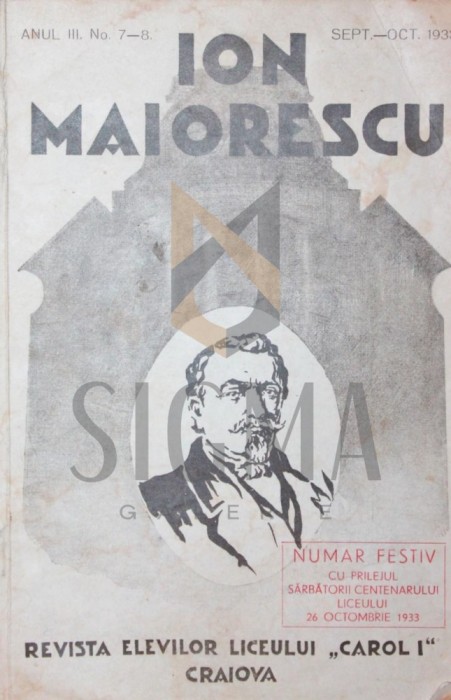 ANUL III. No. 7–8. SEPT.–OCT. 1933
ION
MAIORESCU
SIGMA
NUMAR FESTIV
CU PRILEJUL
SĂRBĂTORII CENTENARULUI
LICEULUI
26 OCTOMBRIE 1933
REVISTA ELEVILOR LICEULUI „CAROL I“
CRAIOVA